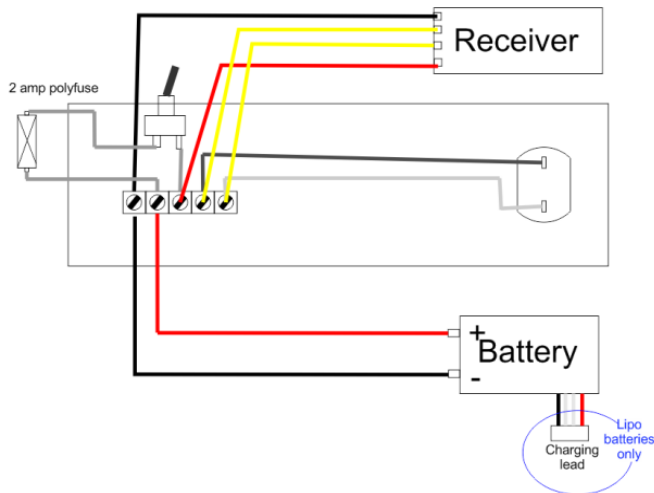 Receiver
2 amp polyfuse
+
Battery
-
Lipo
batteries
only
Charging
lead